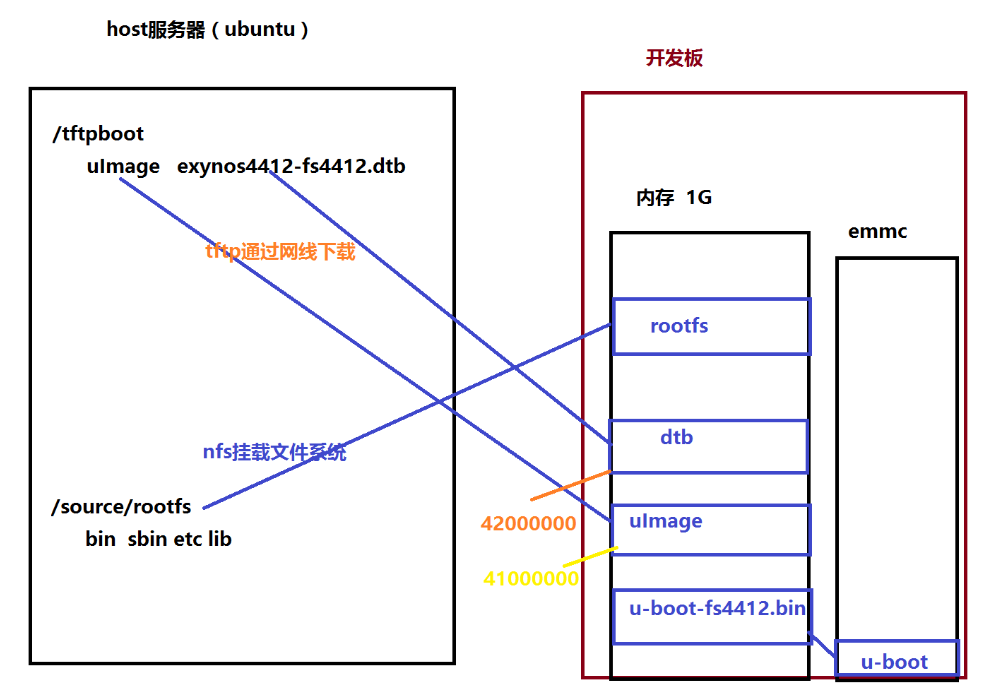 host服务器（ubuntu）
开发板
/tftpboot
uImage exynos4412-fs4412.dtb
内存 1G
emmc
tftp通过网线下载
rootfs
dtb
nfs挂载文件系统
/source/rootfs
bin sbin etc lib
42000000
uImage
41000000
u-boot-fs4412.bin
u-boot